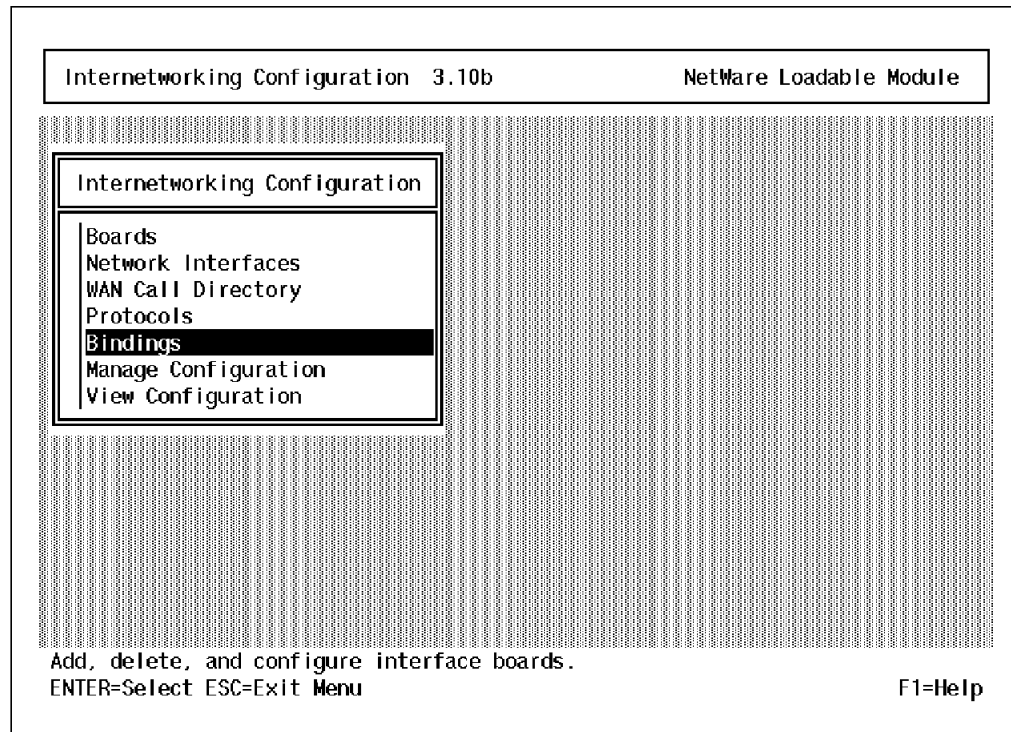 Internetworking Configuration 3.10b NetWare Loadable Module
Internetworking Configuration
Boards
Network Interfaces
WAN Call Directory
Protocols
Bindings
Manage Configuration
View Configuration
Add, delete, and configure interface boards.
ENTER=Select ESC=Exit Menu F1=Help